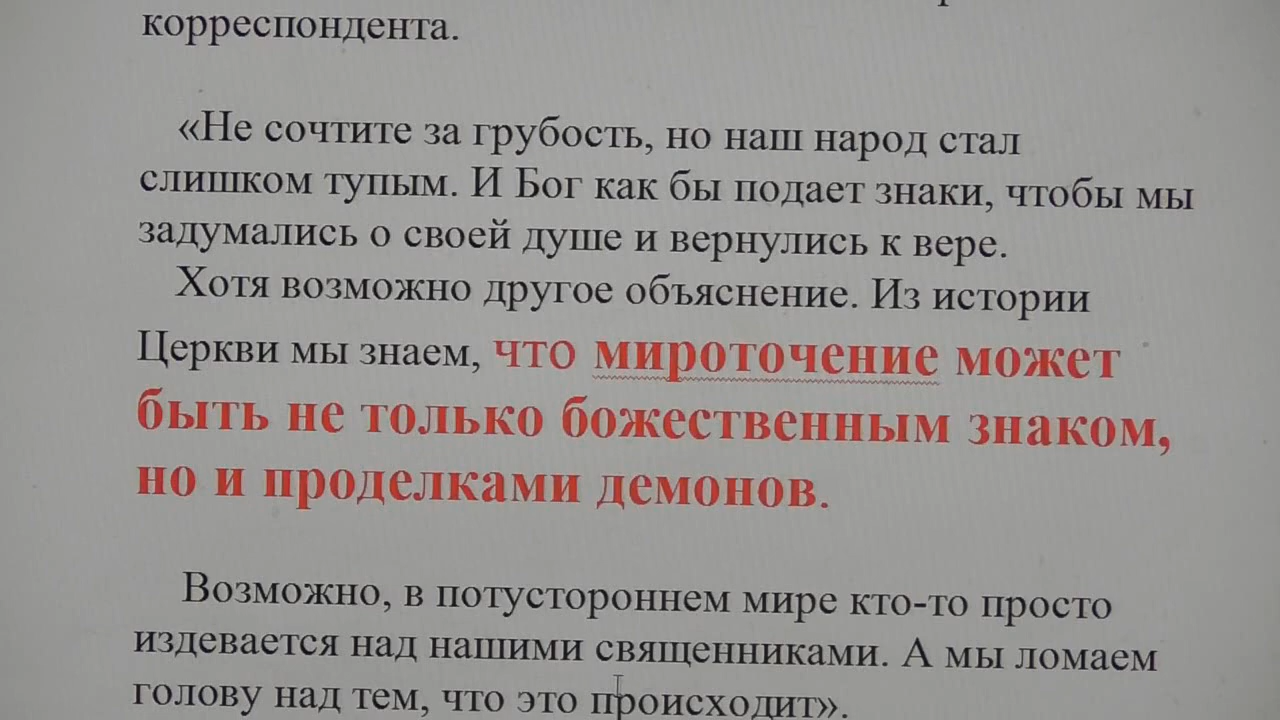 корреспондента.
«Не сочтите за грубость, но наш народ стал
слишком тупым. И Бог как бы подает знаки, чтобы мы
задумались о своей душе и вернулись к вере.
Хотя возможно другое объяснение. Из истории
Церкви мы знаем, что мироточение может
быть не только божественным знаком,
но и проделками демонов.
Возможно, в потустороннем мире кто-то просто
издевается над нашими священниками. А мы ломаем
голову над тем, что это происходит».